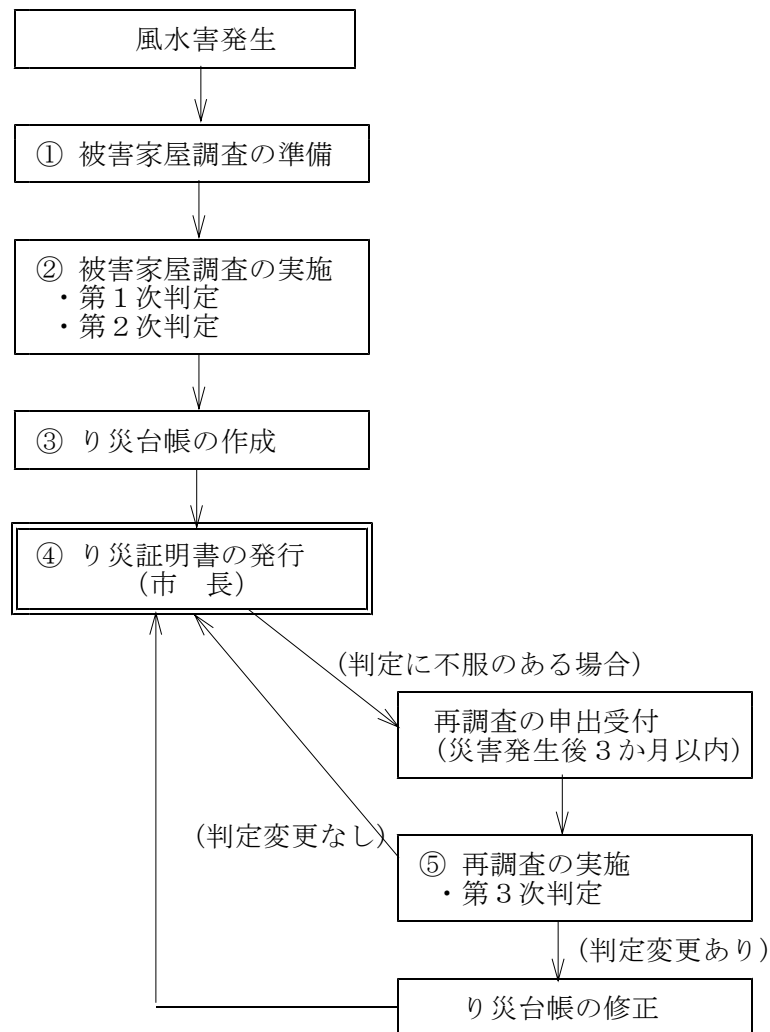 風水害発生
① 被害家屋調査の準備
② 被害家屋調査の実施
・第１次判定
・第２次判定
③ り災台帳の作成
④ り災証明書の発行
(市　長)
(判定に不服のある場合)
再調査の申出受付
(災害発生後３か月以内)
(判定変更なし)
⑤ 再調査の実施
・第３次判定
(判定変更あり)
り災台帳の修正